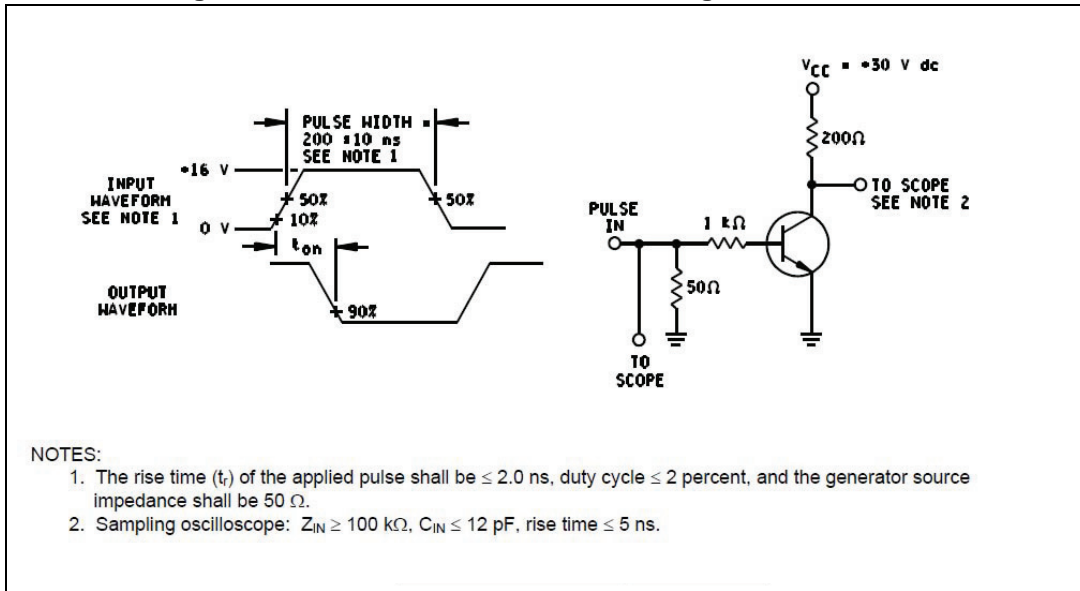 PULSE WIDTH =
200 ±10 ns
SEE NOTE 1
+16 V
INPUT
WAVEFORM
SEE NOTE 1
0 V
50%
10%
50%
ton
OUTPUT
WAVEFORM
90%
VCC = +30 V dc
200Ω
TO SCOPE
SEE NOTE 2
PULSE
IN
1 kΩ
50Ω
TO
SCOPE
NOTES:
1. The rise time (tr) of the applied pulse shall be ≤ 2.0 ns, duty cycle ≤ 2 percent, and the generator source
impedance shall be 50 Ω.
2. Sampling oscilloscope: ZIN ≥ 100 kΩ, CIN ≤ 12 pF, rise time ≤ 5 ns.